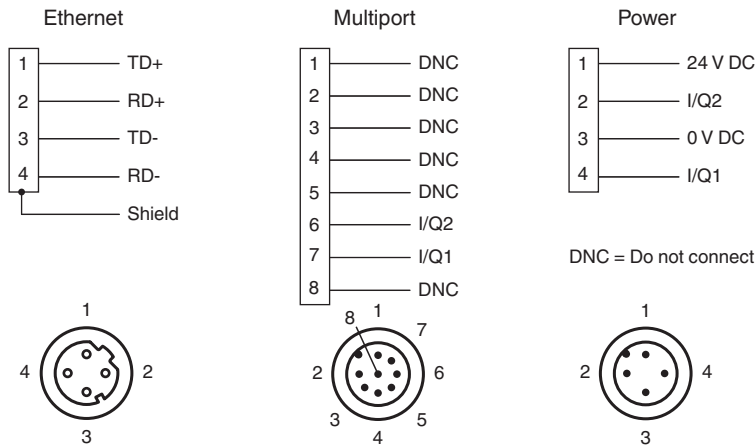 Ethernet
1 TD+
2 RD+
3 TD-
4 RD-
Shield
1
4 2
3
Multiport
1 DNC
2 DNC
3 DNC
4 DNC
5 DNC
6 I/Q2
7 I/Q1
8 DNC
8 1 7
2 6
3 4 5
Power
1 24 V DC
2 I/Q2
3 0 V DC
4 I/Q1
DNC = Do not connect
1
2 4
3